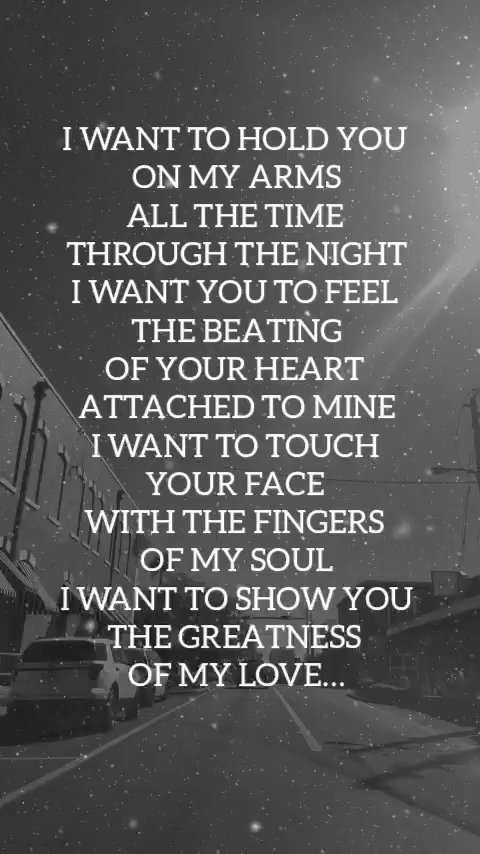 I WANT TO HOLD YOU
ON MY ARMS
ALL THE TIME
THROUGH THE NIGHT
I WANT YOU TO FEEL
THE BEATING
OF YOUR HEART
ATTACHED TO MINE
I WANT TO TOUCH
YOUR FACE
WITH THE FINGERS
OF MY SOUL
I WANT TO SHOW YOU
THE GREATNESS
OF MY LOVE...